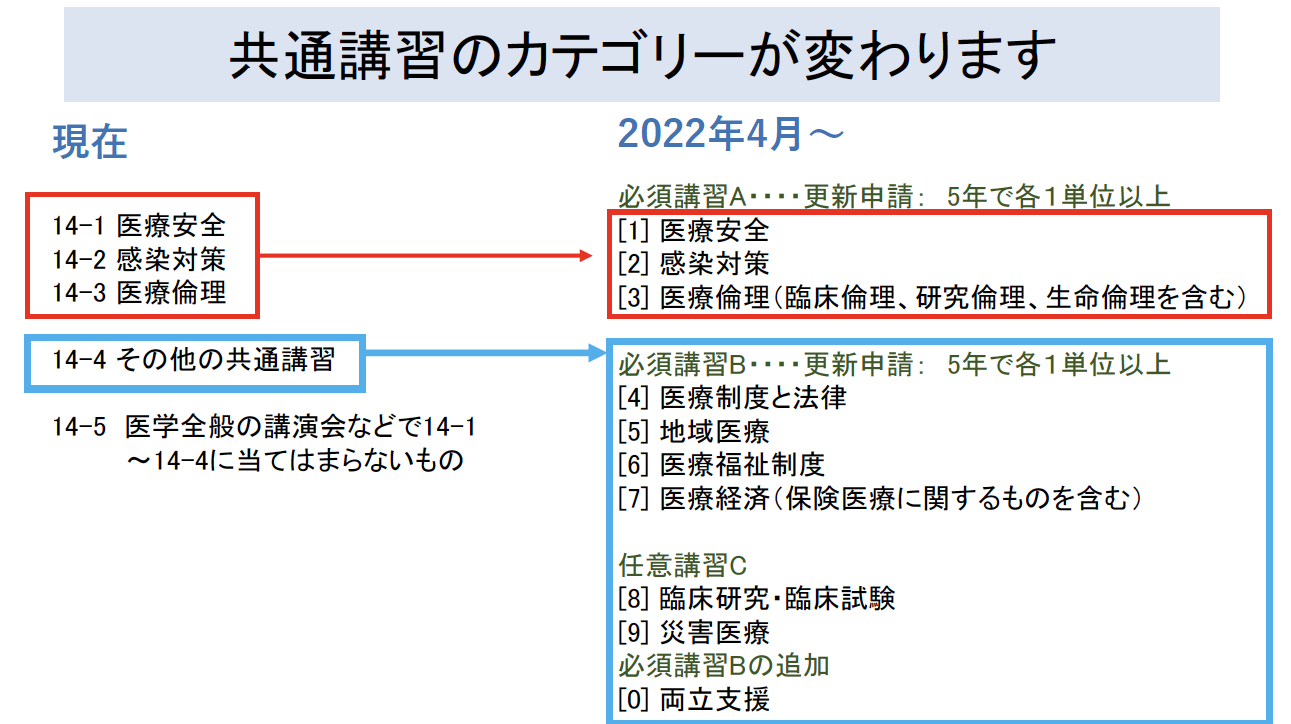 共通講習のカテゴリーが変わります
現在
14-1 医療安全
14-2 感染対策
14-3 医療倫理
14-4 その他の共通講習
14-5 医学全般の講演会などで14-1
～14-4に当てはまらないもの
2022年4月～
必須講習A････更新申請： 5年で各１単位以上
[1] 医療安全
[2] 感染対策
[3] 医療倫理（臨床倫理、研究倫理、生命倫理を含む）
必須講習B････更新申請： 5年で各１単位以上
[4] 医療制度と法律
[5] 地域医療
[6] 医療福祉制度
[7] 医療経済（保険医療に関するものを含む）
任意講習C
[8] 臨床研究･臨床試験
[9] 災害医療
必須講習Bの追加
[0] 両立支援